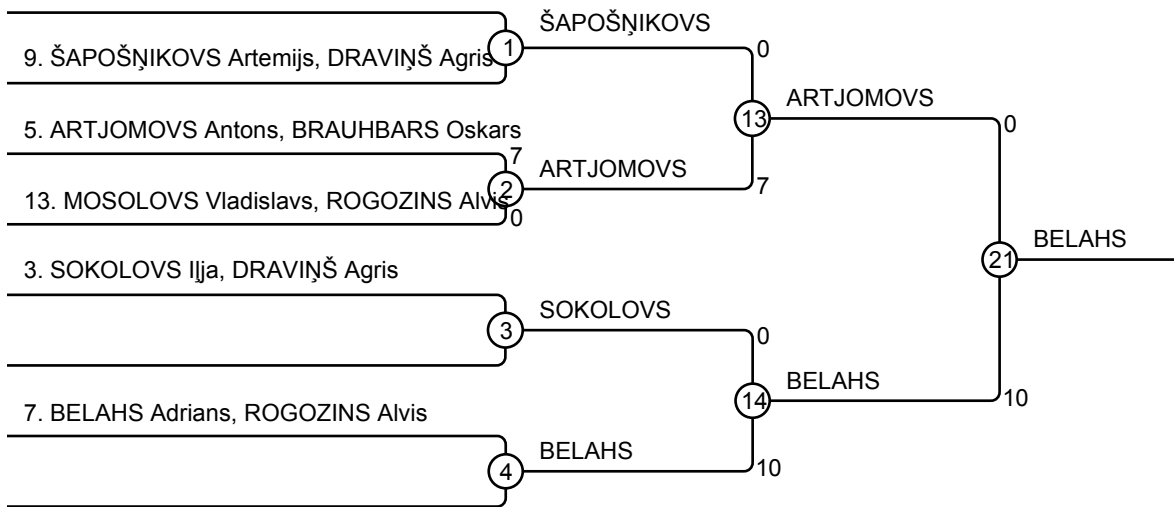 ŠAPOŠŅIKOVS
9. ŠAPOŠŅIKOVS Artemijs, DRAVIŅŠ Agris
1
0
ARTJOMOVS
13
0
5. ARTJOMOVS Antons, BRAUHBARS Oskars
7
ARTJOMOVS
2
7
13. MOSOLOVS Vladislavs, ROGOZINS Alvis
0
BELAHS
21
3. SOKOLOVS Iļja, DRAVIŅŠ Agris
SOKOLOVS
3
0
BELAHS
14
10
7. BELAHS Adrians, ROGOZINS Alvis
BELAHS
4
10